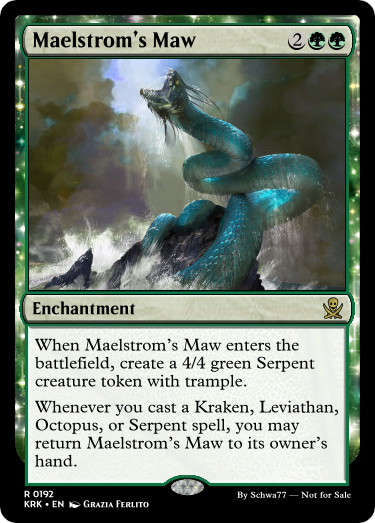 Maelstrom's Maw 2
Enchantment
When Maelstrom's Maw enters the
battlefield, create a 4/4 green Serpent
creature token with trample.
Whenever you cast a Kraken, Leviathan,
Octopus, or Serpent spell, you may
return Maelstrom's Maw to its owner's
hand.
R 0192
KRK • EN Grazia Ferlito
By Schwa77 — Not for Sale